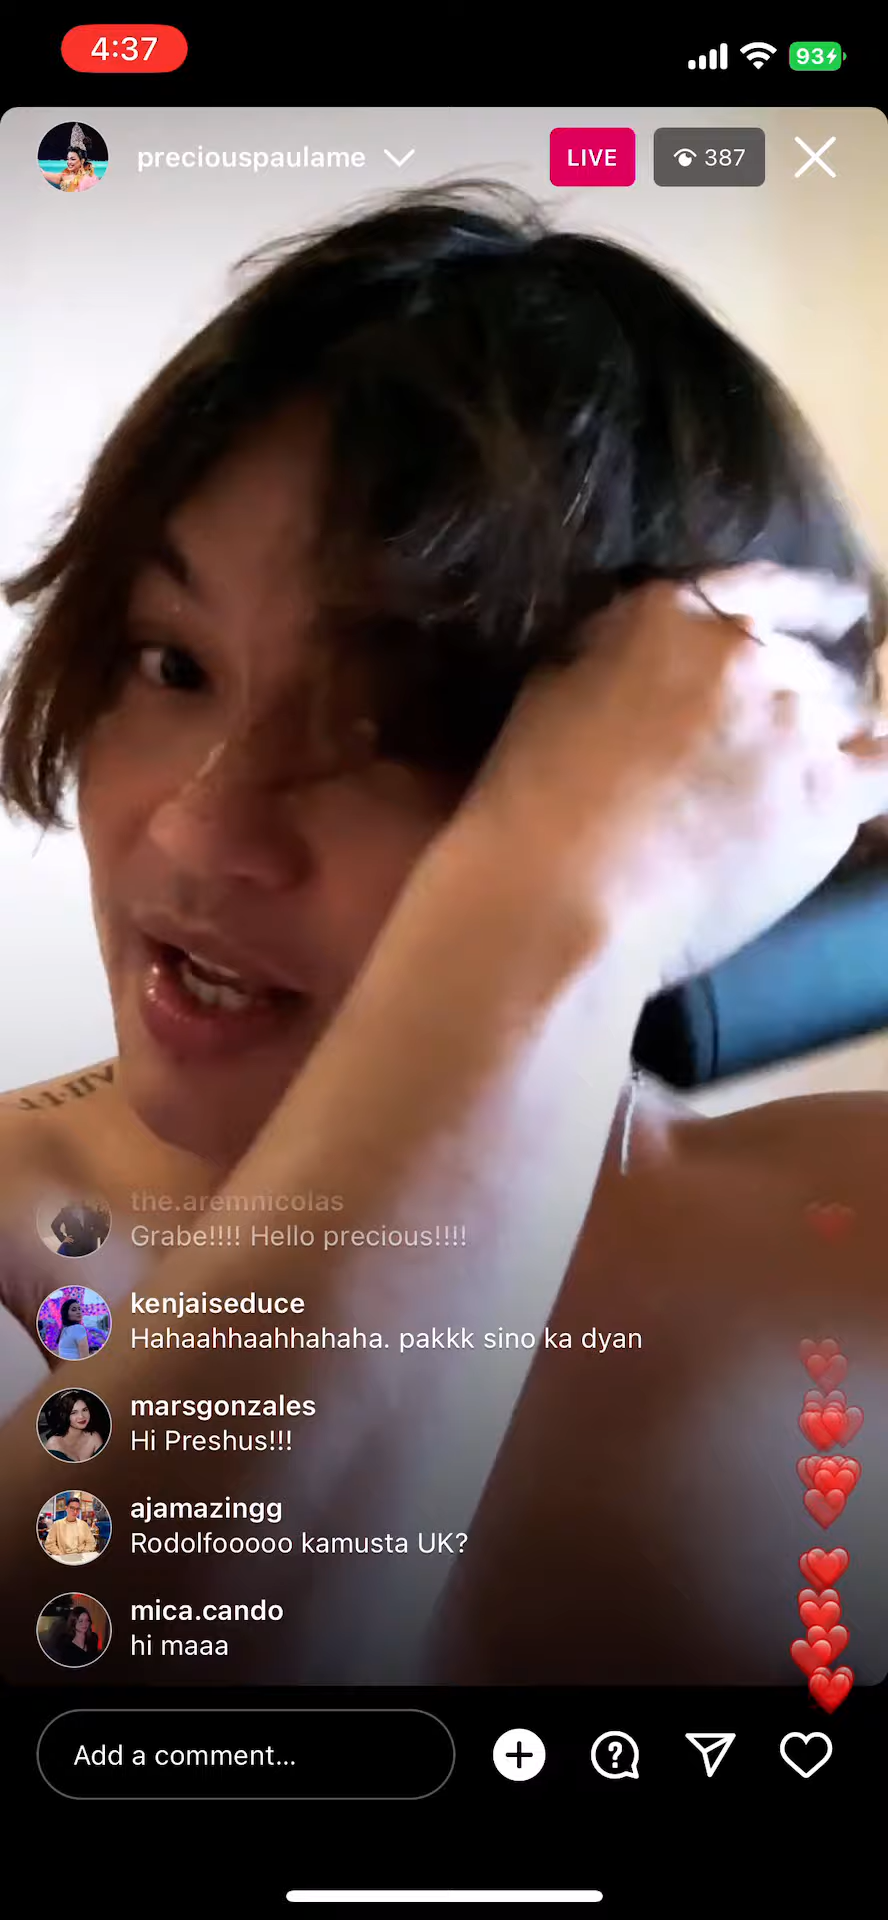 4:37
93
preciouspaulame
LIVE
387
the.aremnicolas
Grabe!!!! Hello precious!!!!
kenjaiseduce
Hahaahhaahhahaha. pakkk sino ka dyan
marsgonzales
Hi Preshus!!!
ajamazingg
Rodolfooooo kamusta UK?
mica.cando
hi maaa
Add a comment...